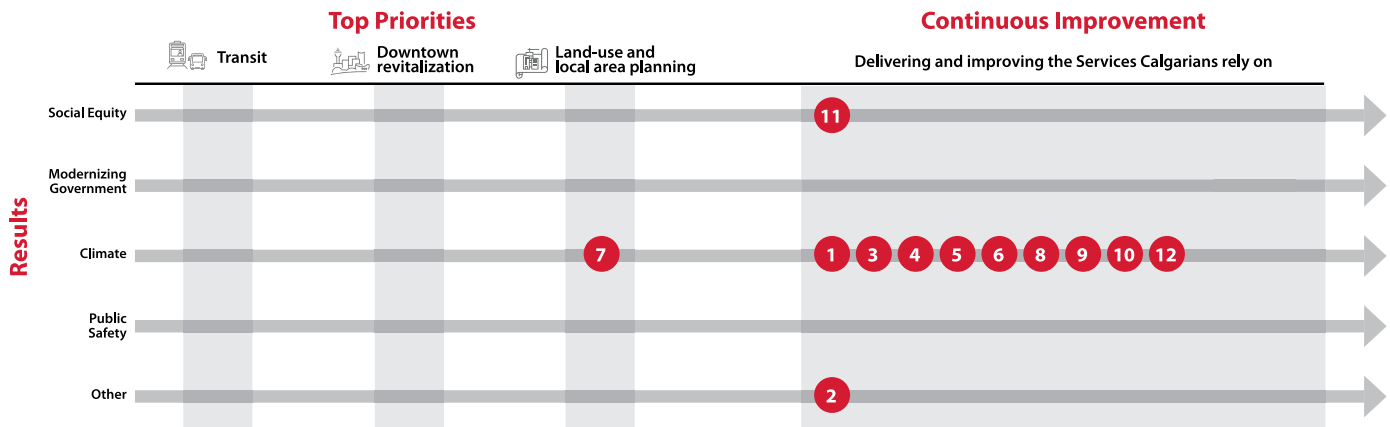 Top Priorities
Continuous Improvement
Transit
Downtown
revitalization
Land-use and
local area planning
Delivering and improving the Services Calgarians rely on
Results
Social Equity
11
Modernizing
Government
Climate
7
1 3 4 5 6 8 9 10 12
Public
Safety
Other
2